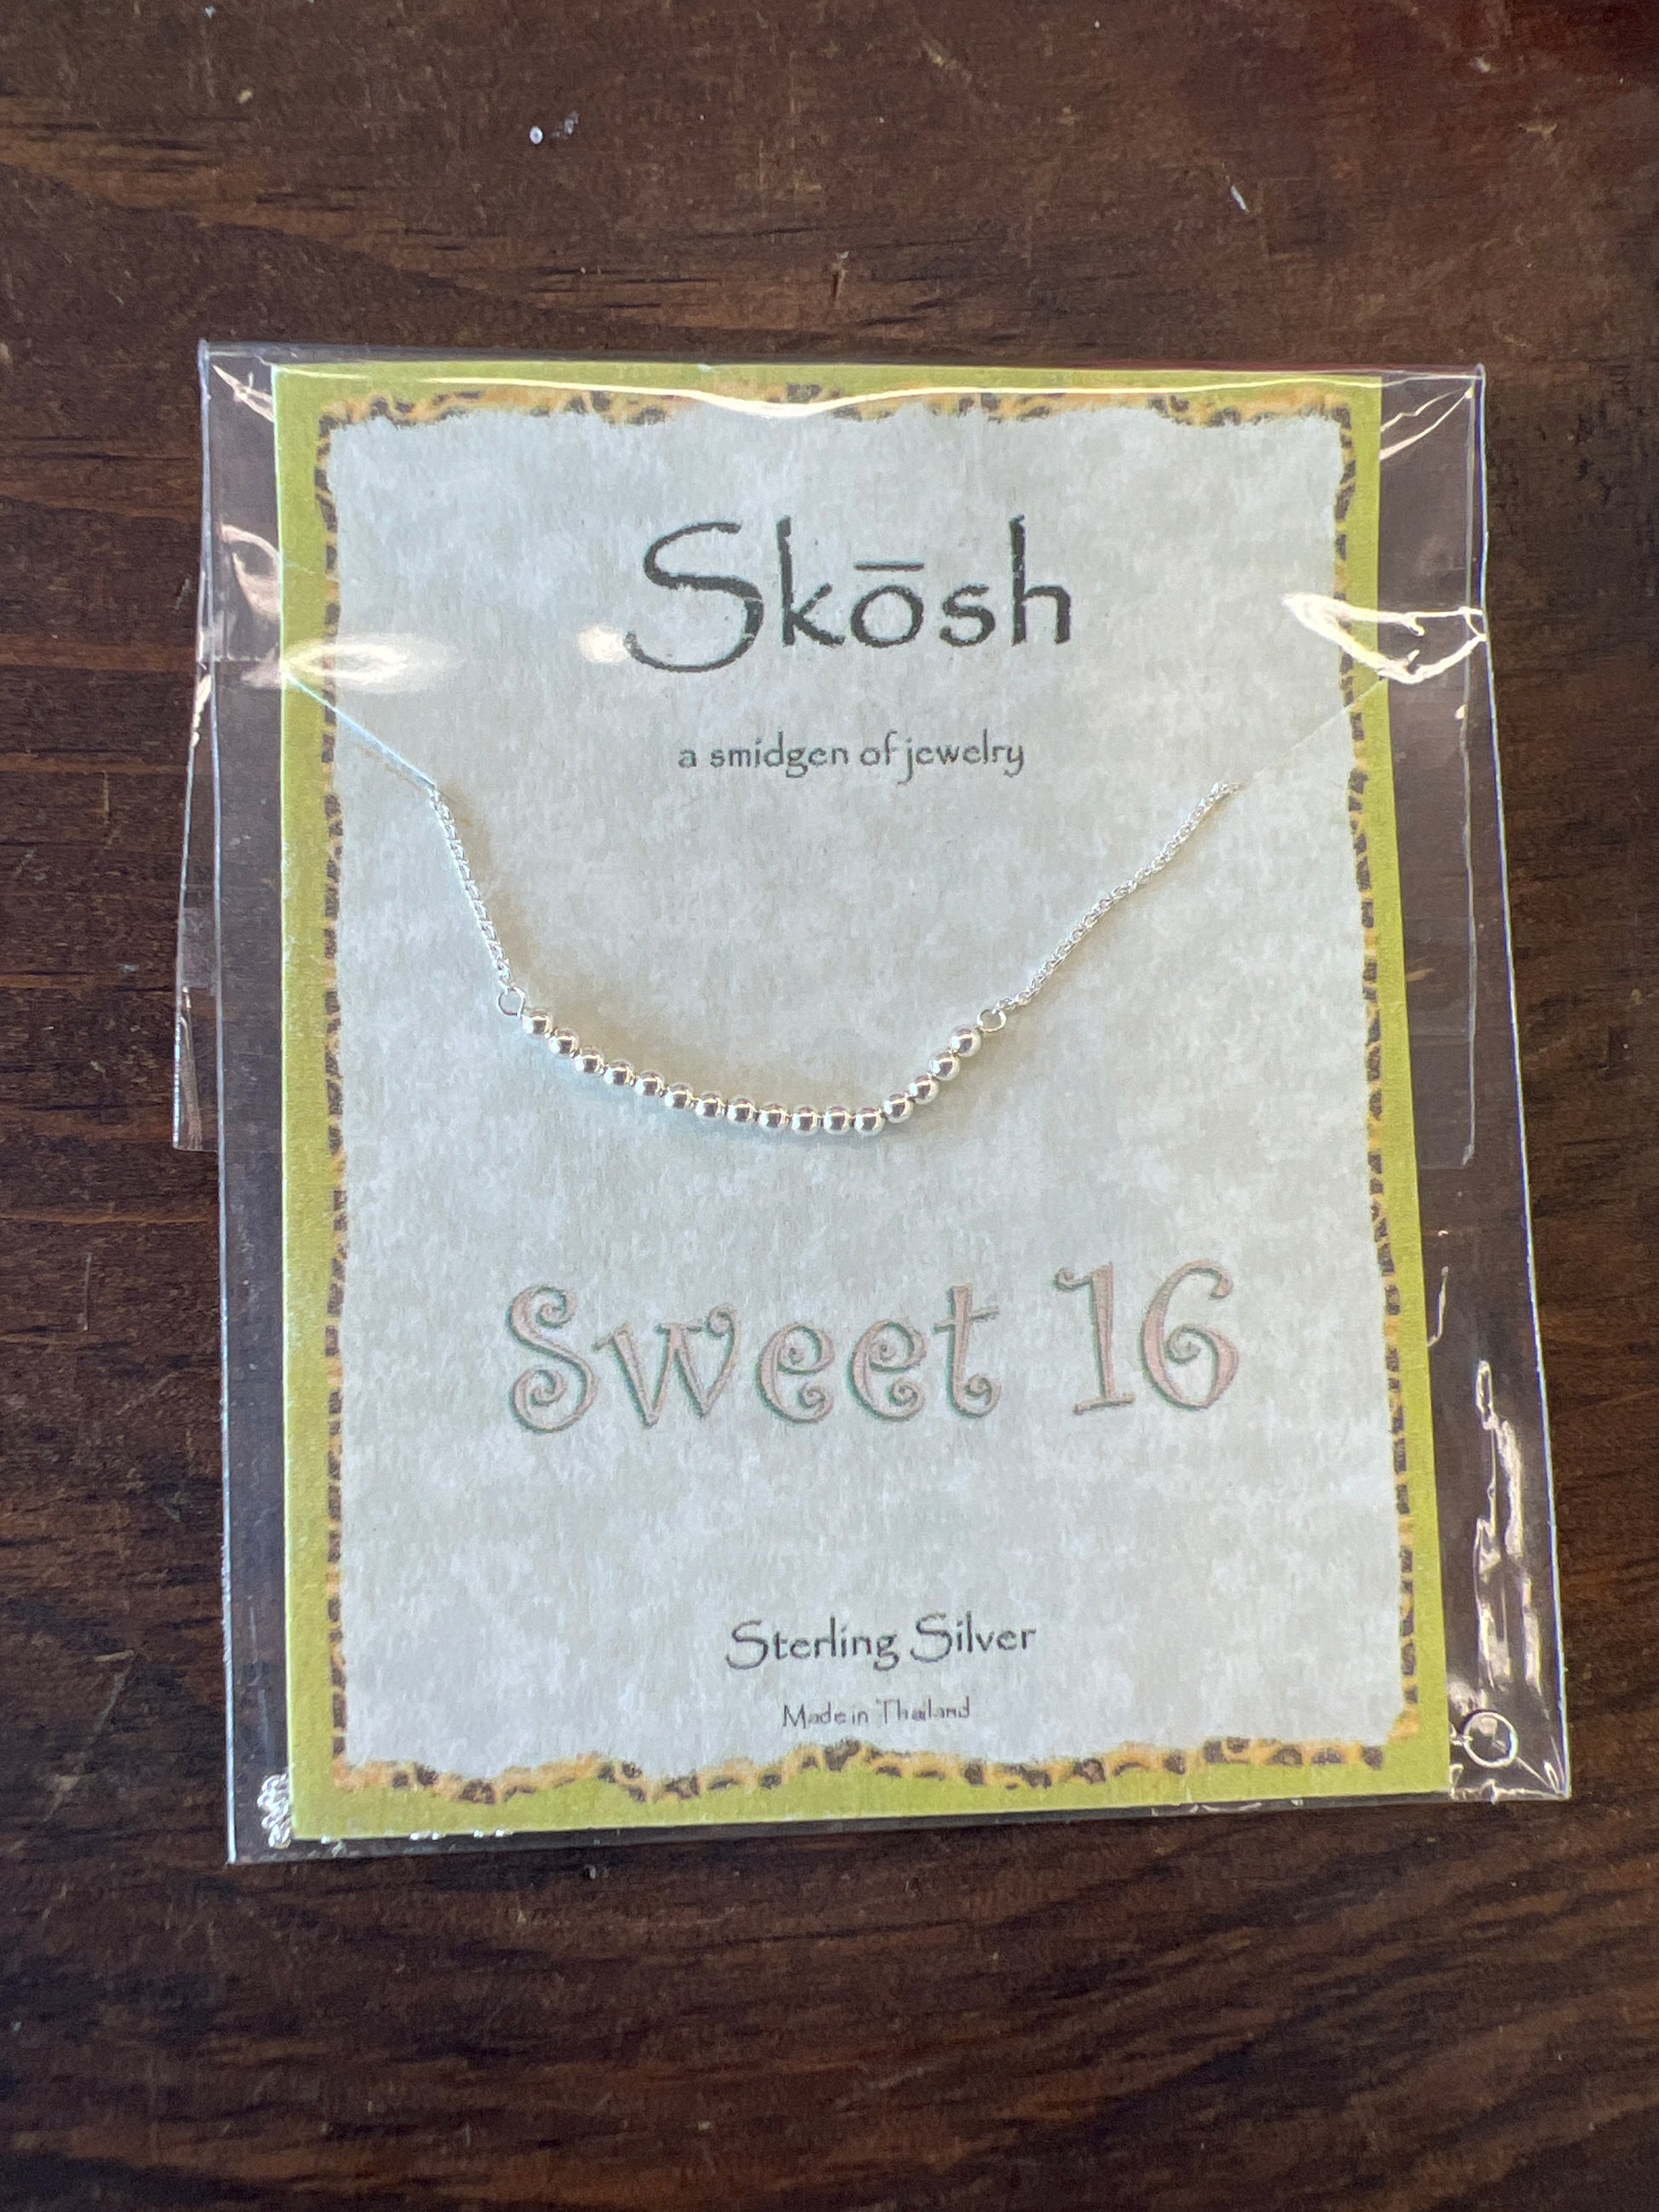 Skōsh
a smidgen of jewelry
Sweet 16
Sterling Silver
Made in Thailand